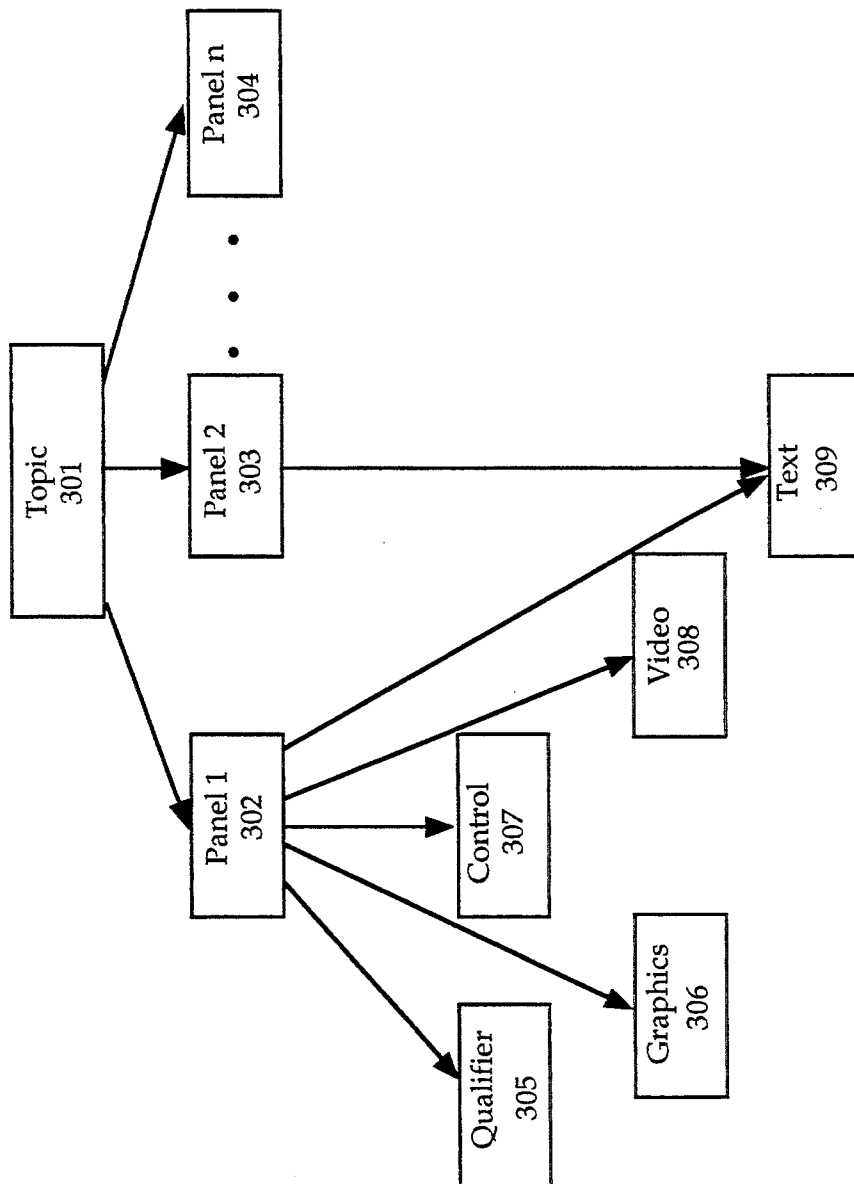 Topic
301
Panel 1
302
Panel 2
303
Panel n
304
Qualifier
305
Graphics
306
Control
307
Video
308
Text
309